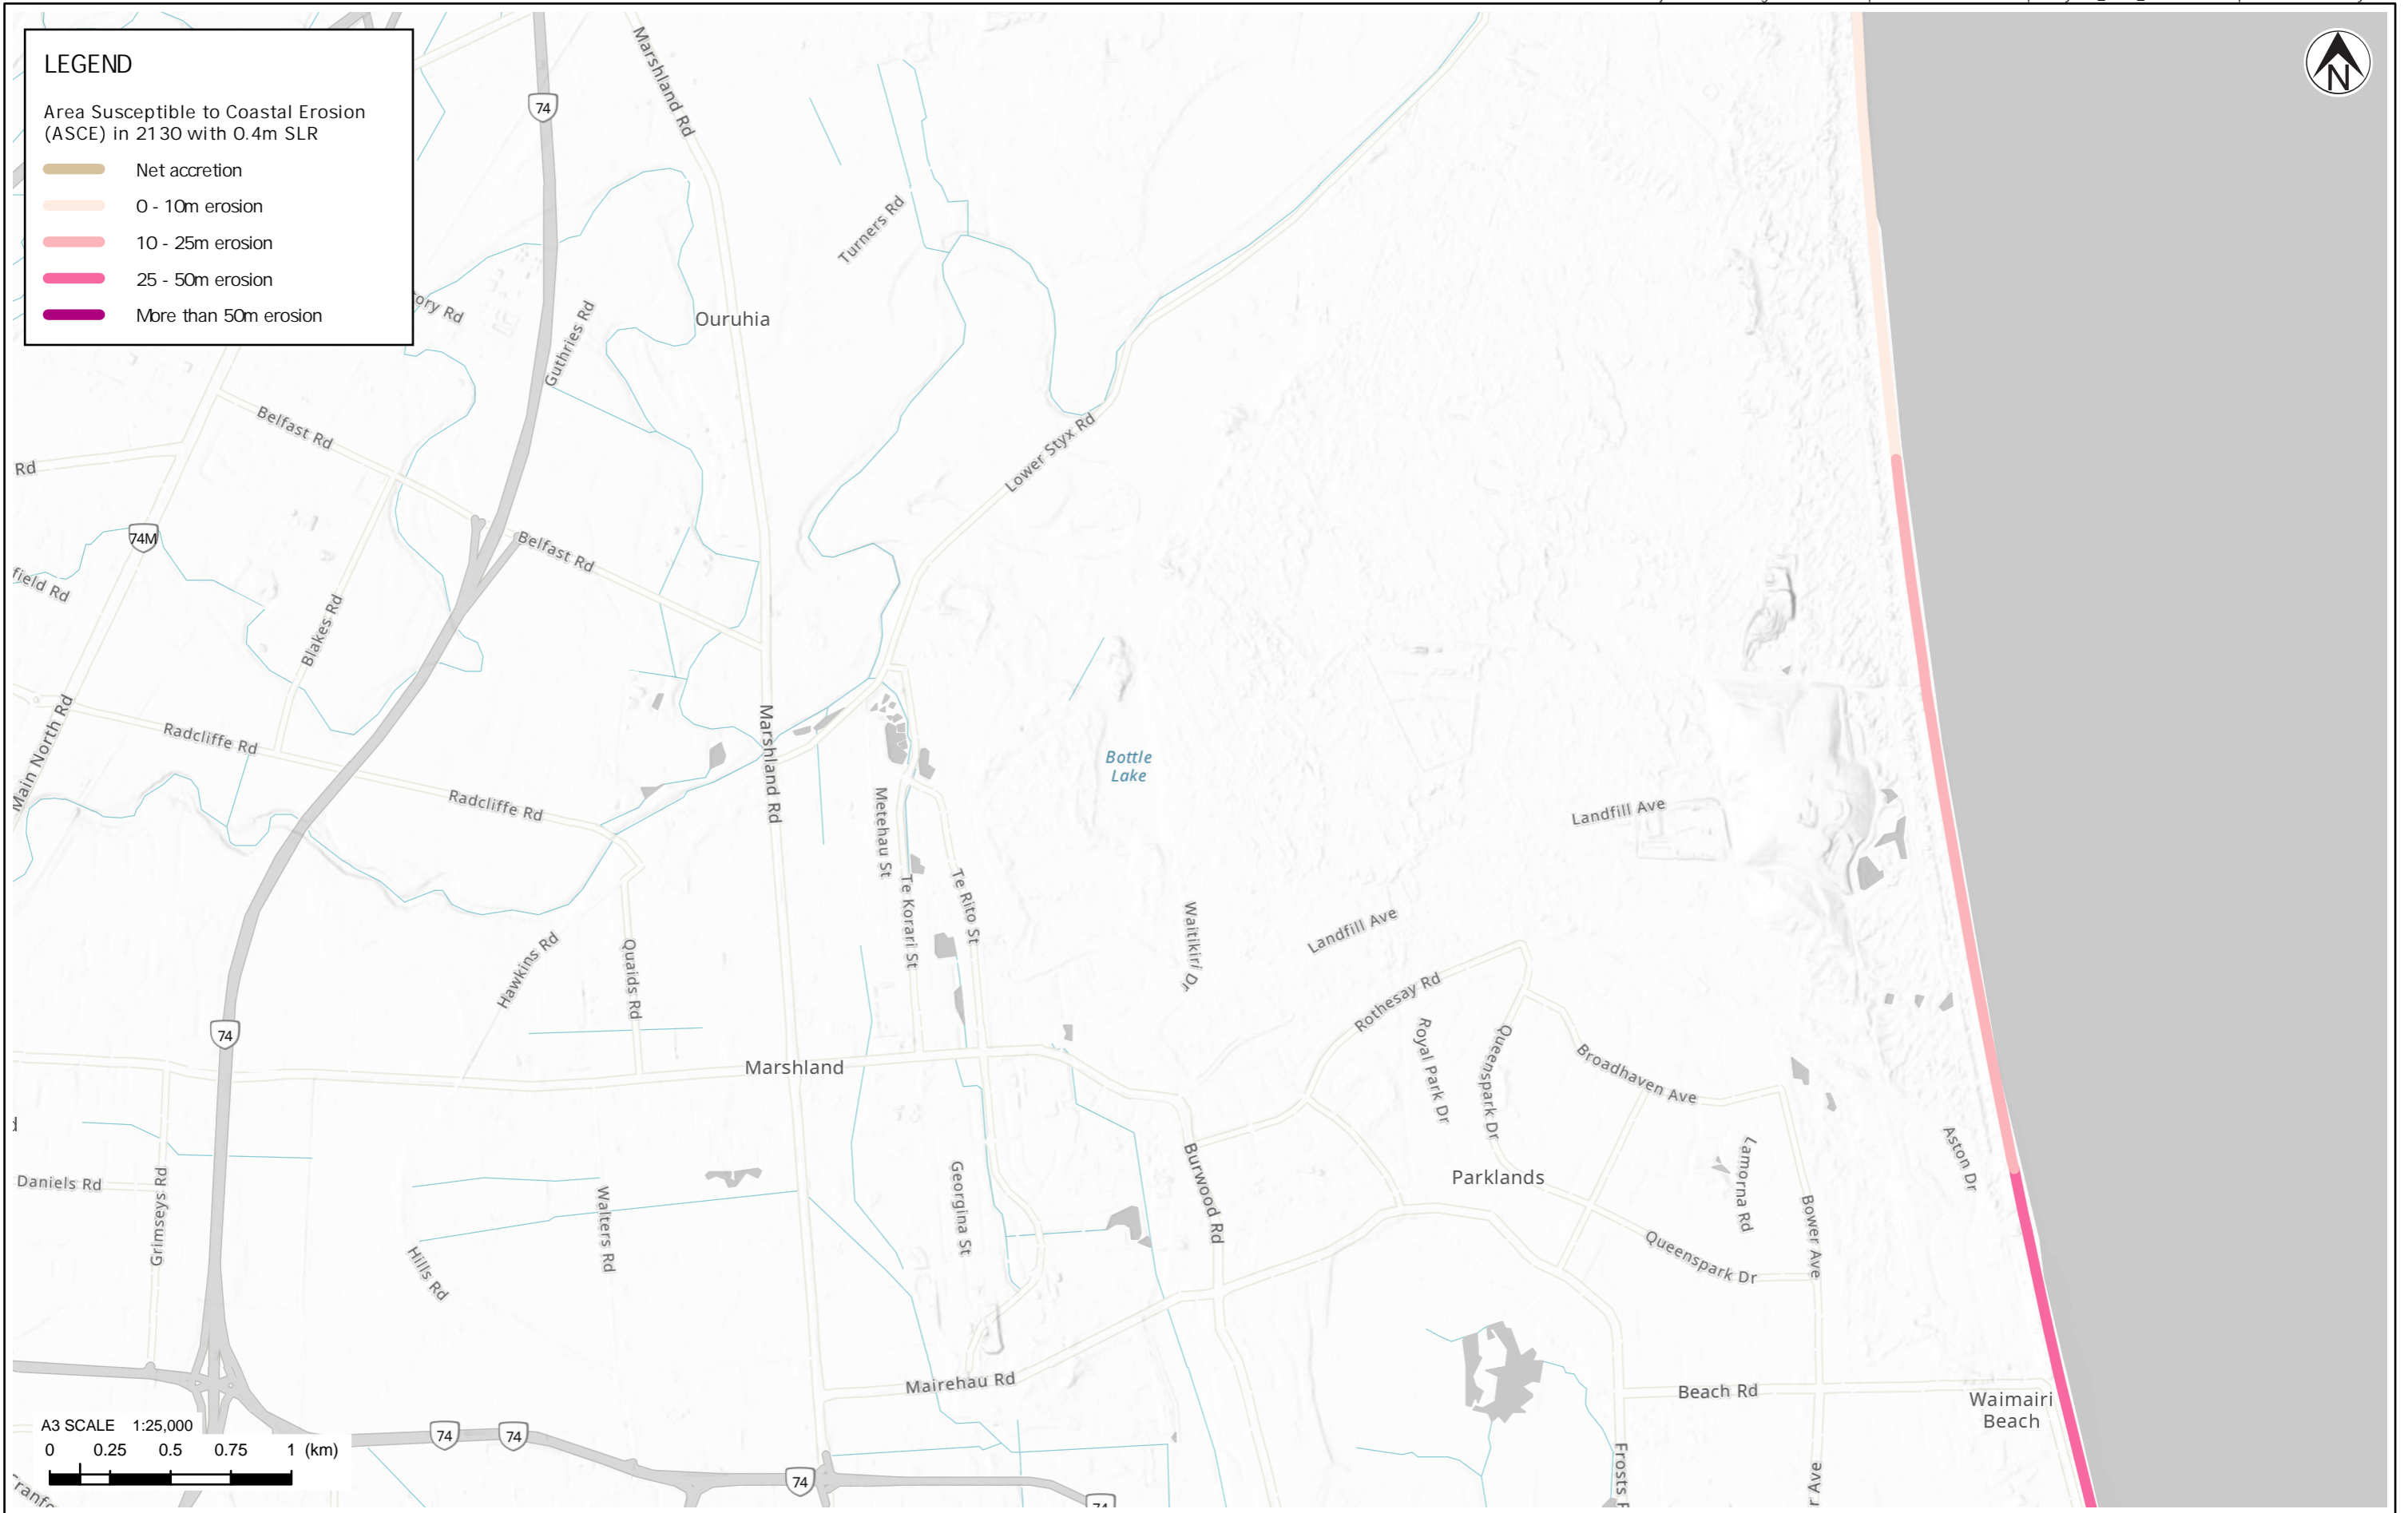 LEGEND
Area Susceptible to Coastal Erosion
(ASCE) in 2130 with 0.4m SLR
Net accretion
0 - 10m erosion
10 - 25m erosion
25 - 50m erosion
More than 50m erosion
N
74
Marshland Rd
Turners Rd
ory Rd
Guthries Rd
Ouruhia
Belfast Rd
Lower Styx Rd
Rd
74M
Belfast Rd
field Rd
Blakes Rd
Main North Rd
Radcliffe Rd
Marshland Rd
Bottle
Lake
Radcliffe Rd
Metehau St
Landfill Ave
Te Korari St
Te Rito St
Waitikiri Dr
Landfill Ave
Hawkins Rd
Quaids Rd
Rothesay Rd
74
Royal Park Dr
Queenspark Dr
Marshland
Broadhaven Ave
Aston Dr
Daniels Rd
Grimseys Rd
Walters Rd
Georgina St
Burwood Rd
Parklands
Lamorna Rd
Bower Ave
Hills Rd
Queenspark Dr
Mairehau Rd
Beach Rd
Waimairi
Beach
A3 SCALE 1:25,000
0 0.25 0.5 0.75 1 (km)
74
74
74
74
Frosts
r Ave
ranfo